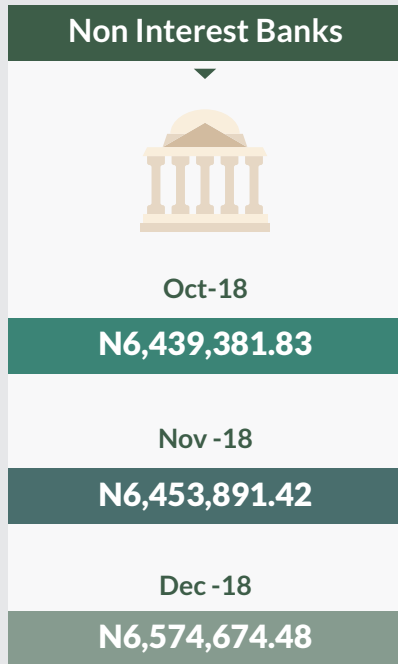 Non Interest Banks
Oct-18
N6,439,381.83
Nov -18
N6,453,891.42
Dec -18
N6,574,674.48